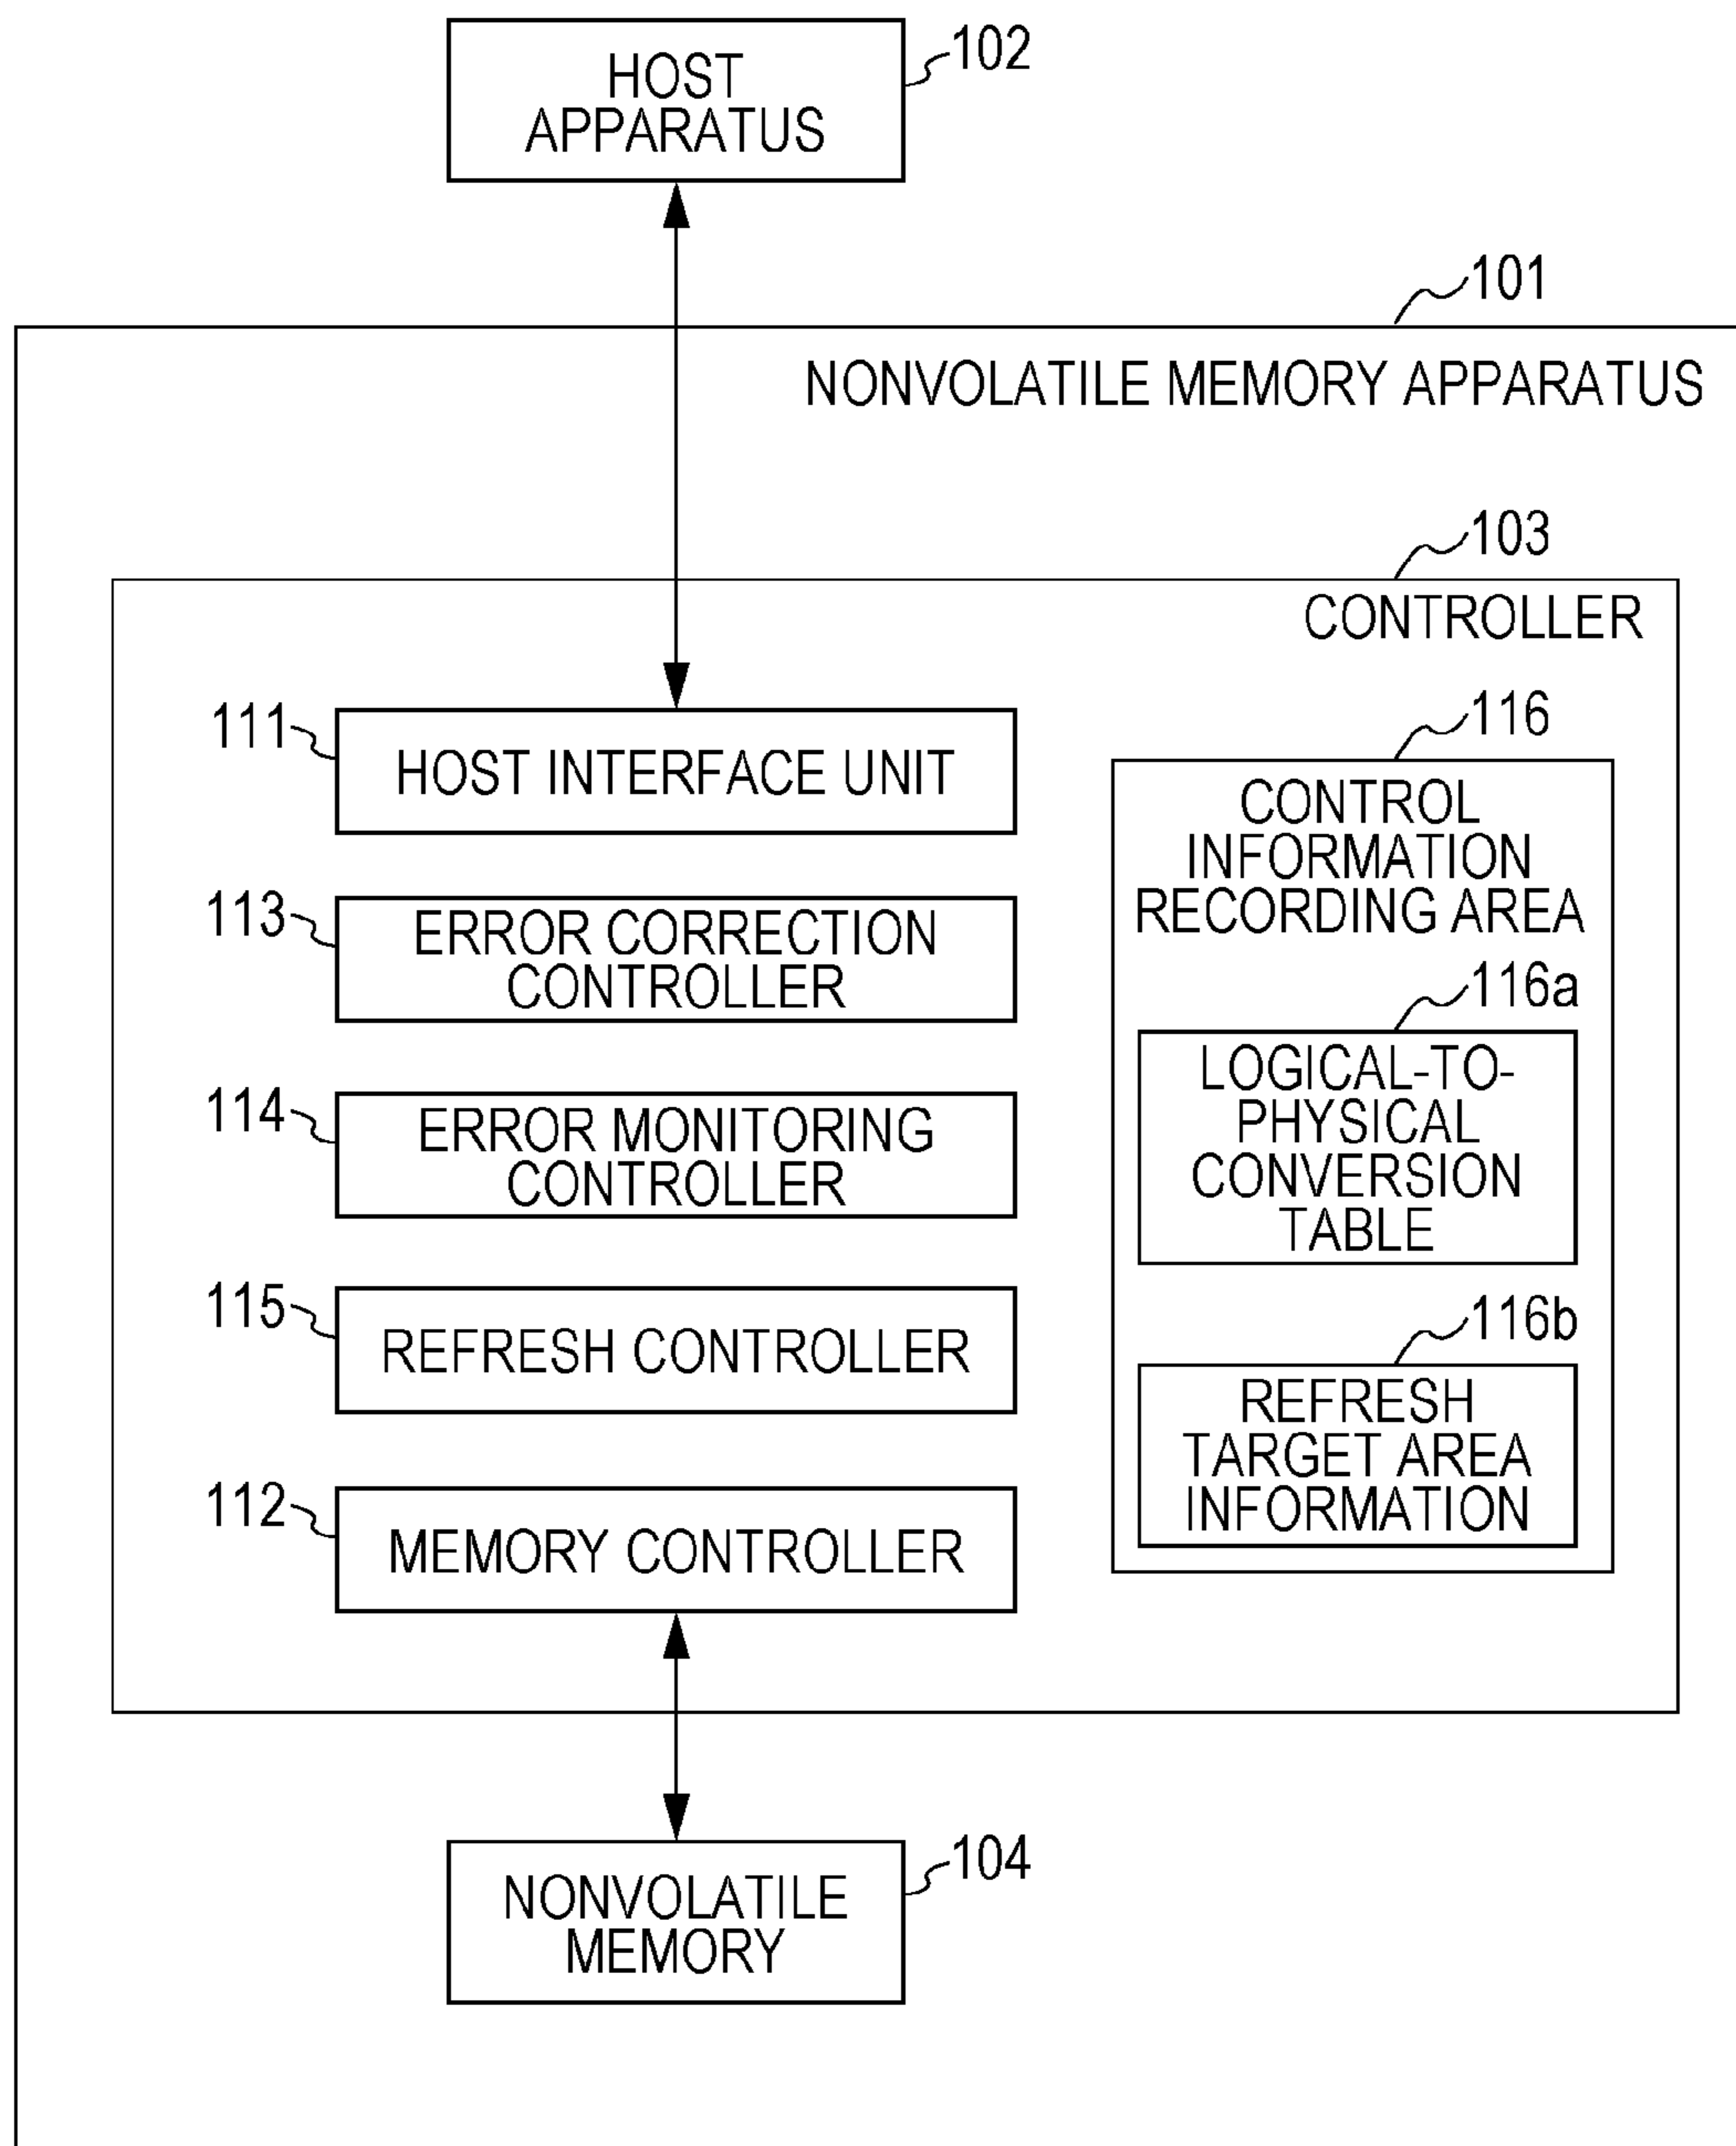 HOST
APPARATUS
102
101
NONVOLATILE MEMORY APPARATUS
103
CONTROLLER
111
HOST INTERFACE UNIT
113
ERROR CORRECTION
CONTROLLER
114
ERROR MONITORING
CONTROLLER
115
REFRESH CONTROLLER
112
MEMORY CONTROLLER
116
CONTROL
INFORMATION
RECORDING AREA
116a
LOGICAL-TO-
PHYSICAL
CONVERSION
TABLE
116b
REFRESH
TARGET AREA
INFORMATION
104
NONVOLATILE
MEMORY